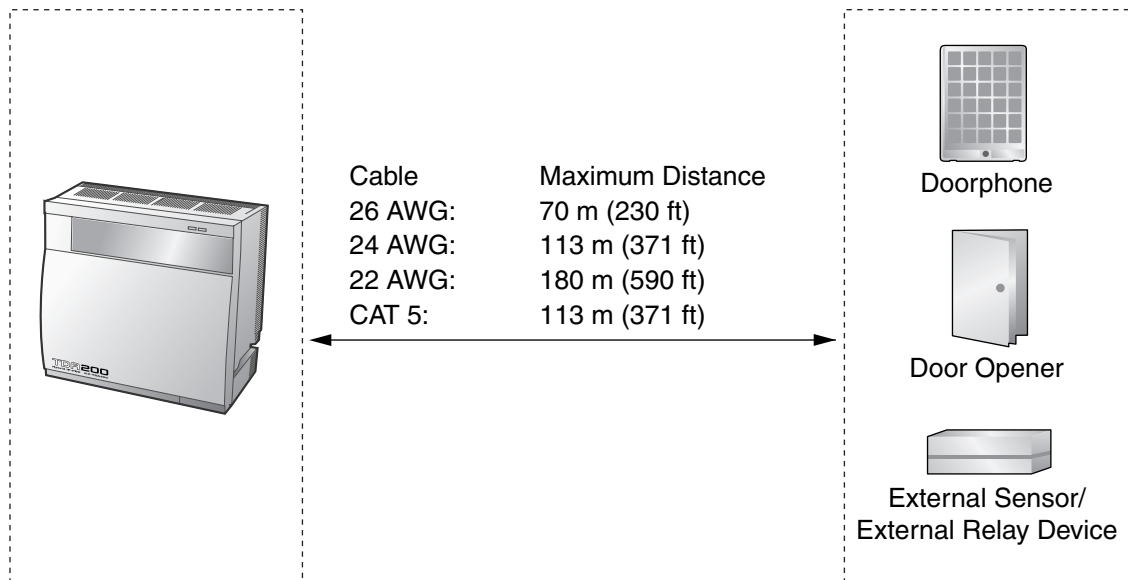 Cable Maximum Distance
26 AWG: 70 m (230 ft)
24 AWG: 113 m (371 ft)
22 AWG: 180 m (590 ft)
CAT 5: 113 m (371 ft)
TDA200
Doorphone
Door Opener
External Sensor/
External Relay Device